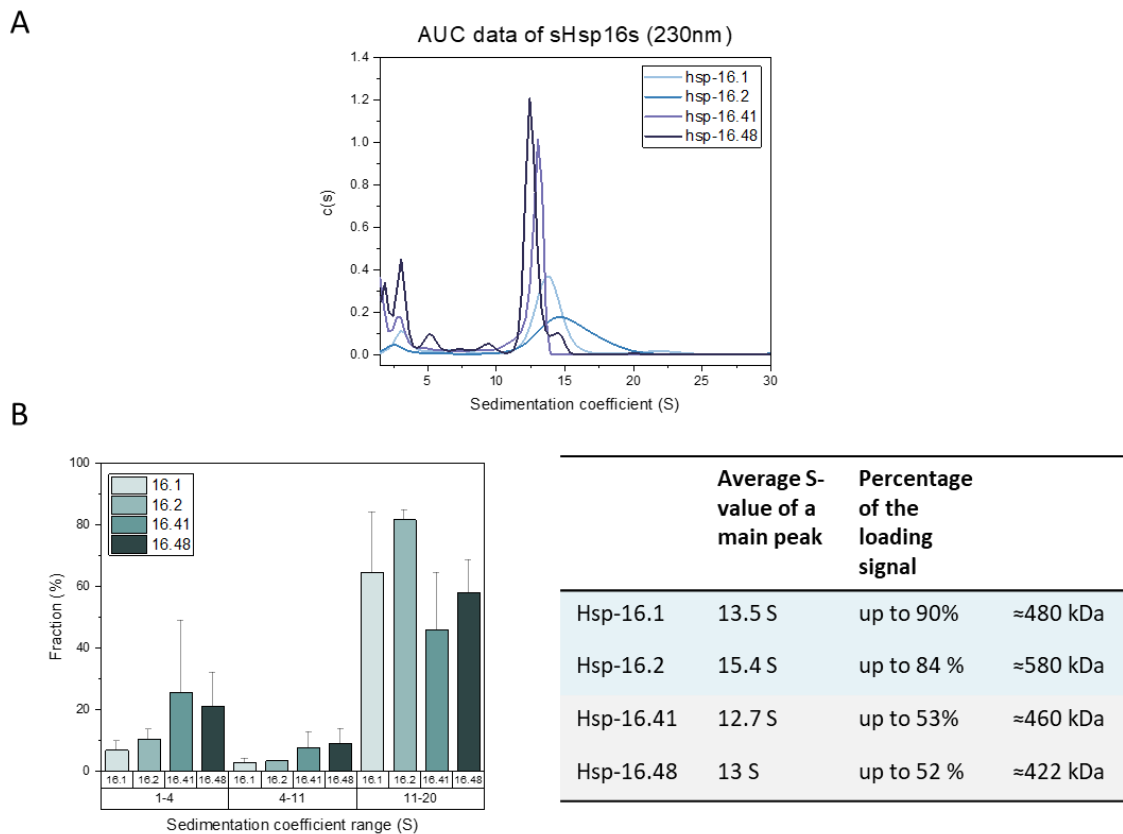 A
AUC data of sHsp16s (230nm)
1.4
1.2
1.0
0.8
0.6
0.4
0.2
0.0
c(s)
hsp-16.1
hsp-16.2
hsp-16.41
hsp-16.48
5 10 15 20 25 30
Sedimentation coefficient (S)
B
100
80
60
40
20
0
Fraction (%)
16.1
16.2
16.41
16.48
16.1 16.2 16.41 16.48 16.1 16.2 16.41 16.48 16.1 16.2 16.41 16.48
1-4 4-11 11-20
Sedimentation coefficient range (S)
Average S- Percentage
value of a of the
main peak loading
signal
Hsp-16.1 13.5 S up to 90% ≈480 kDa
Hsp-16.2 15.4 S up to 84 % ≈580 kDa
Hsp-16.41 12.7 S up to 53% ≈460 kDa
Hsp-16.48 13 S up to 52 % ≈422 kDa